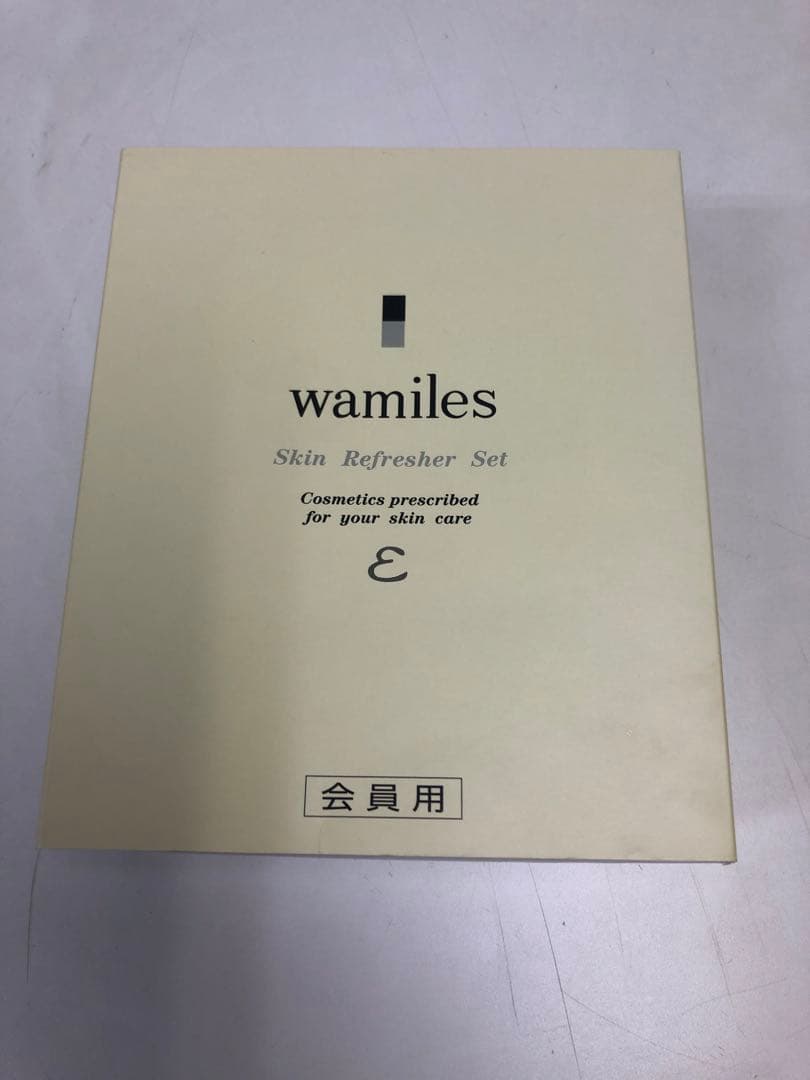 wamiles
Skin Refresher Set
Cosmetics prescribed
for your skin care
ε
会員用